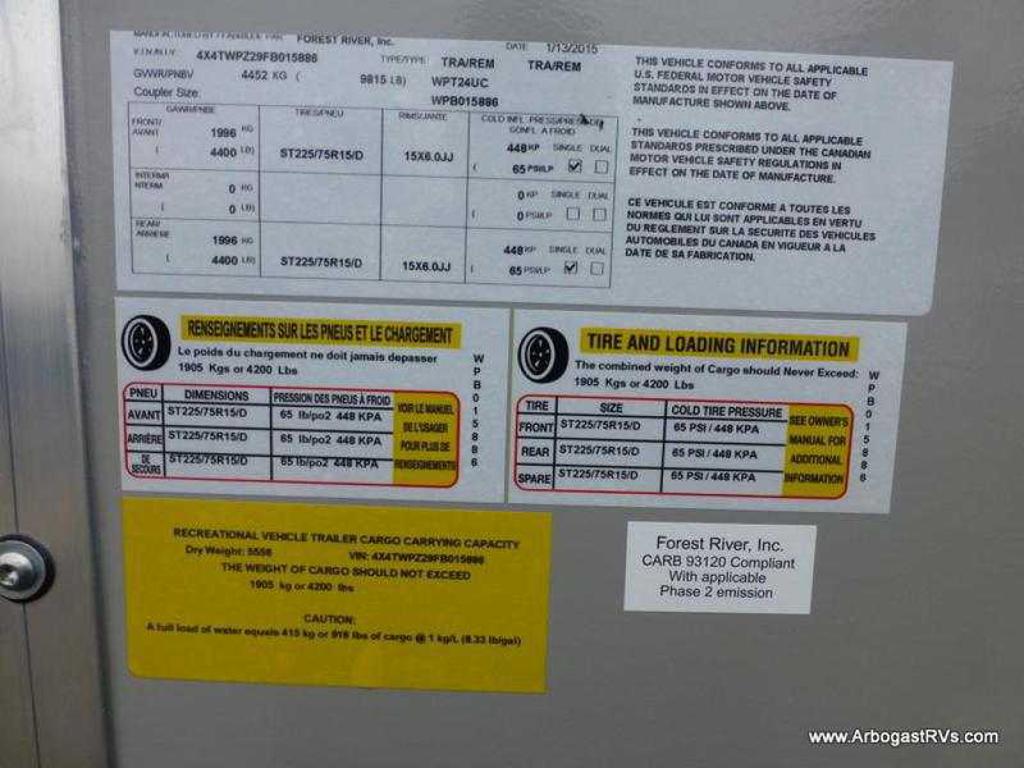 FOREST RIVER, Inc. DATE 1/13/2015
4X4TWPZ29FB015886 TYPE/TYPE TRA/REM TRA/REM
GVWR/PNBV 4452 KG ( 9815 LB) WPT24UC
Coupler Size: WPB015886
GAWR/PNBE TIRES/PNEU RIMS/JANTE COLD INFL. PRESS/PRES DE
GONFL. A FROID
FRONT/
AVANT 1996 KG 448 KP SINGLE DUAL
( 4400 LB) ST225/75R15/D 15X6.0JJ ( 65 PSI/LP
0 KG 0 KP SINGLE DUAL
( 0 LB) ( 0 PSI/LP
REAR/
ARRIERE 1996 KG 448 KP SINGLE DUAL
( 4400 LB) ST225/75R15/D 15X6.0JJ ( 65 PSI/LP
THIS VEHICLE CONFORMS TO ALL APPLICABLE
U.S. FEDERAL MOTOR VEHICLE SAFETY
STANDARDS IN EFFECT ON THE DATE OF
MANUFACTURE SHOWN ABOVE.
THIS VEHICLE CONFORMS TO ALL APPLICABLE
STANDARDS PRESCRIBED UNDER THE CANADIAN
MOTOR VEHICLE SAFETY REGULATIONS IN
EFFECT ON THE DATE OF MANUFACTURE.
CE VEHICULE EST CONFORME A TOUTES LES
NORMES QUI LUI SONT APPLICABLES EN VERTU
DU REGLEMENT SUR LA SECURITE DES VEHICULES
AUTOMOBILES DU CANADA EN VIGUEUR A LA
DATE DE SA FABRICATION.
RENSEIGNEMENTS SUR LES PNEUS ET LE CHARGEMENT
Le poids du chargement ne doit jamais depasser
1905 Kgs or 4200 Lbs
PNEU DIMENSIONS PRESSION DES PNEUS À FROID
AVANT ST225/75R15/D 65 lb/po2 448 KPA
ARRIÈRE ST225/75R15/D 65 lb/po2 448 KPA
DE
SECOURS ST225/75R15/D 65 lb/po2 448 KPA
VOIR LE MANUEL
DE L'USAGER
POUR PLUS DE
RENSEIGNEMENTS
WPB015886
TIRE AND LOADING INFORMATION
The combined weight of Cargo should Never Exceed:
1905 Kgs or 4200 Lbs
TIRE SIZE COLD TIRE PRESSURE
FRONT ST225/75R15/D 65 PSI / 448 KPA
REAR ST225/75R15/D 65 PSI / 448 KPA
SPARE ST225/75R15/D 65 PSI / 448 KPA
SEE OWNER'S
MANUAL FOR
ADDITIONAL
INFORMATION
WPB015886
RECREATIONAL VEHICLE TRAILER CARGO CARRYING CAPACITY
Dry Weight: 5556 VIN: 4X4TWPZ29FB015886
THE WEIGHT OF CARGO SHOULD NOT EXCEED
1905 kg or 4200 lbs
CAUTION:
A full load of water equals 415 kg or 916 lbs of cargo @ 1 kg/L (8.33 lb/gal)
Forest River, Inc.
CARB 93120 Compliant
With applicable
Phase 2 emission
www.ArbogastRVs.com